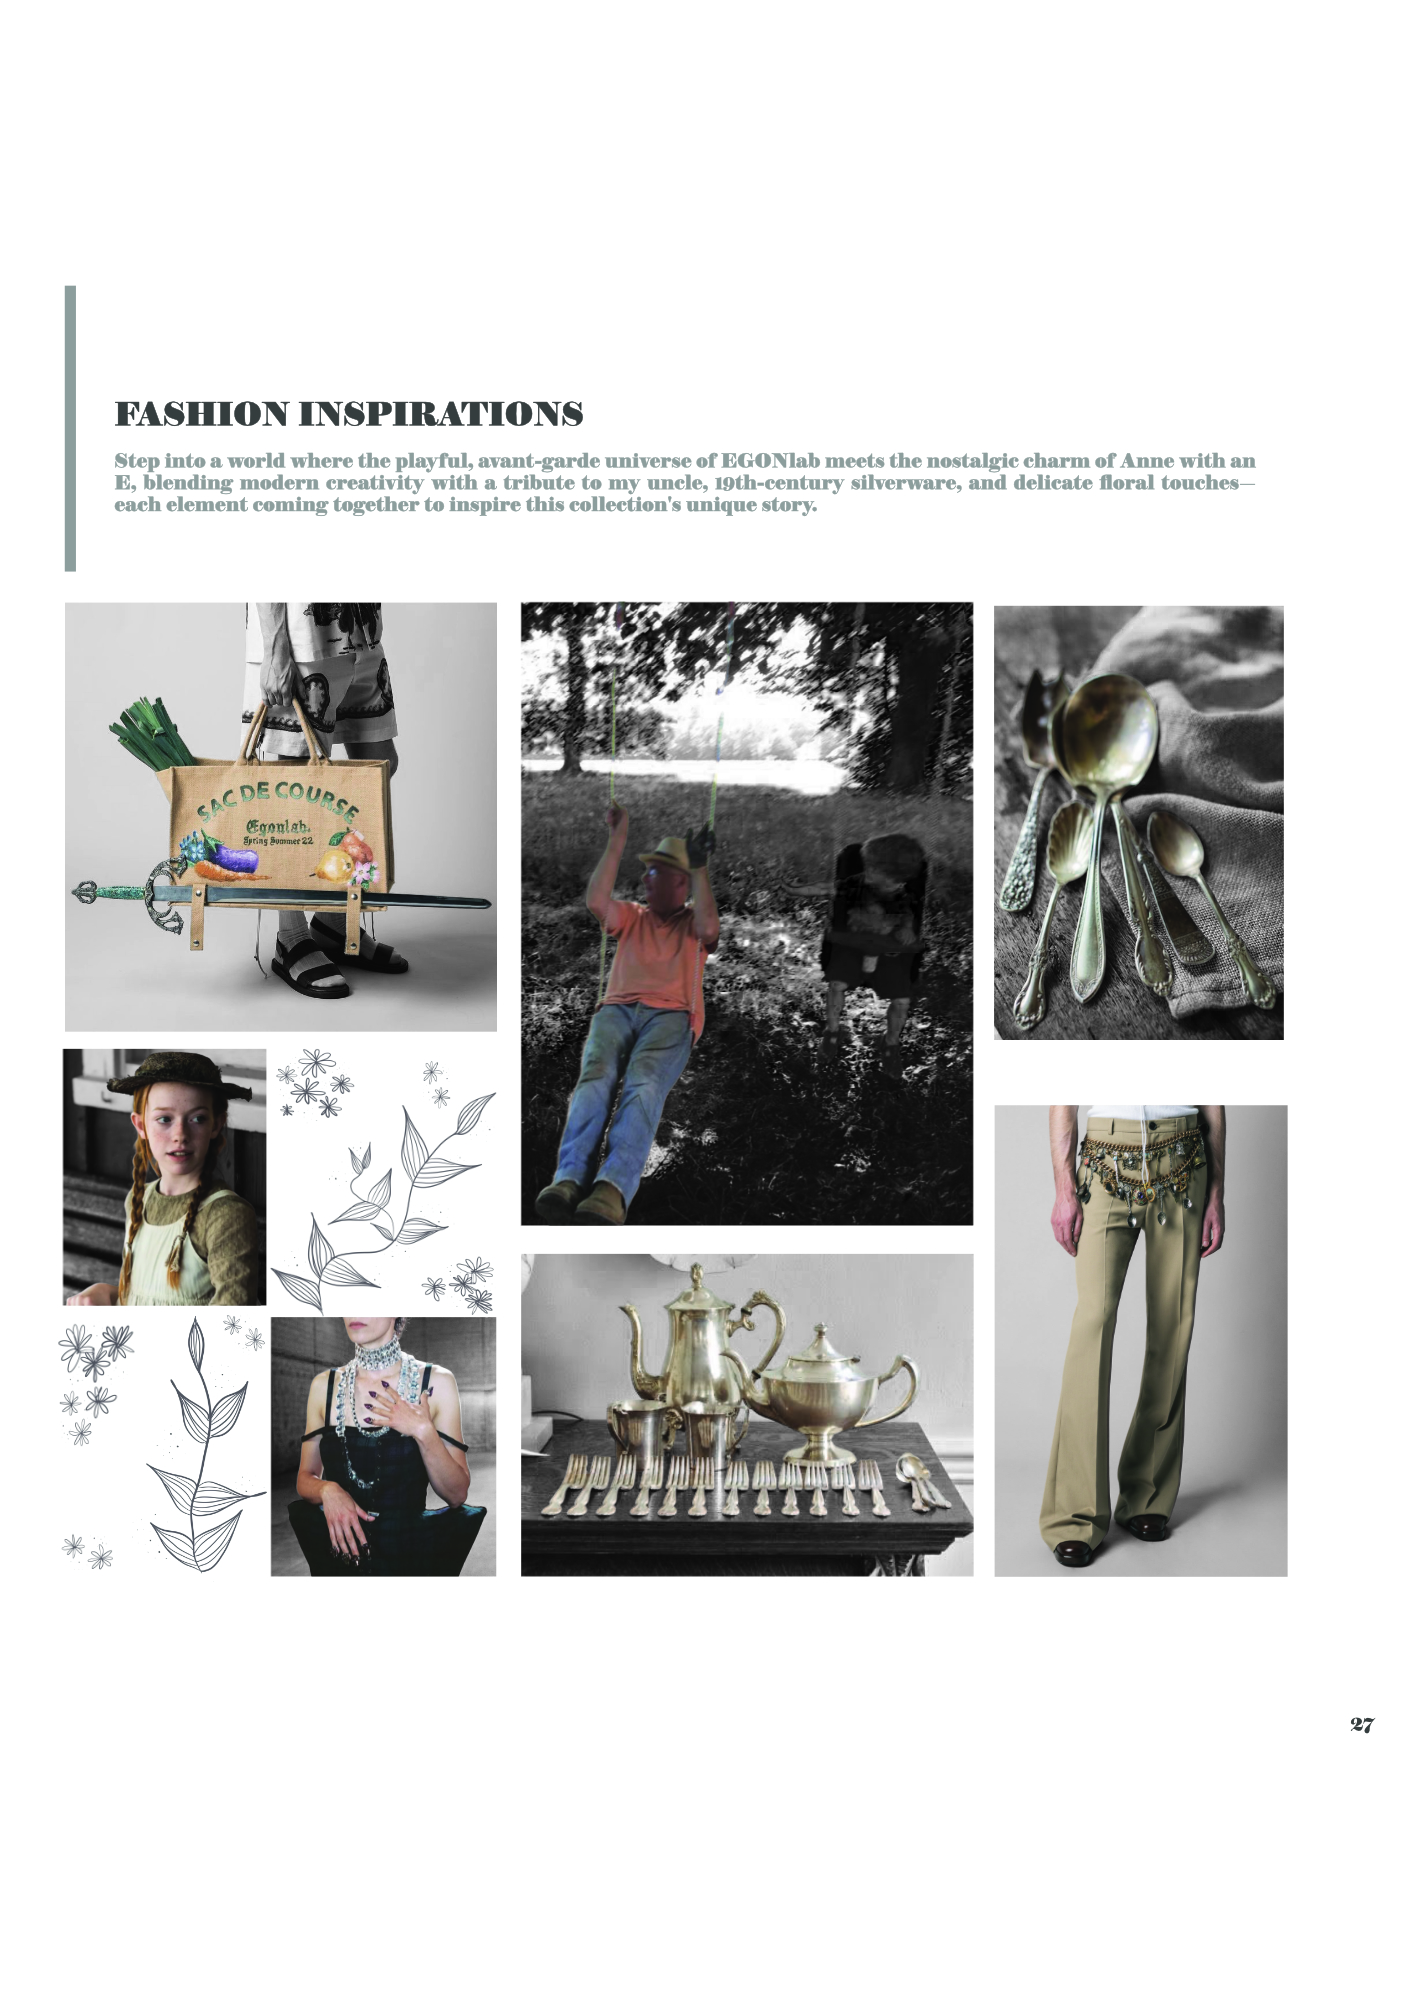 FASHION INSPIRATIONS
Step into a world where the playful, avant-garde universe of EGONlab meets the nostalgic charm of Anne with an
E, blending modern creativity with a tribute to my uncle, 19th-century silverware, and delicate floral touches—
each element coming together to inspire this collection's unique story.
SAC DE COURSE
Egonlab.
Spring Summer 22
27